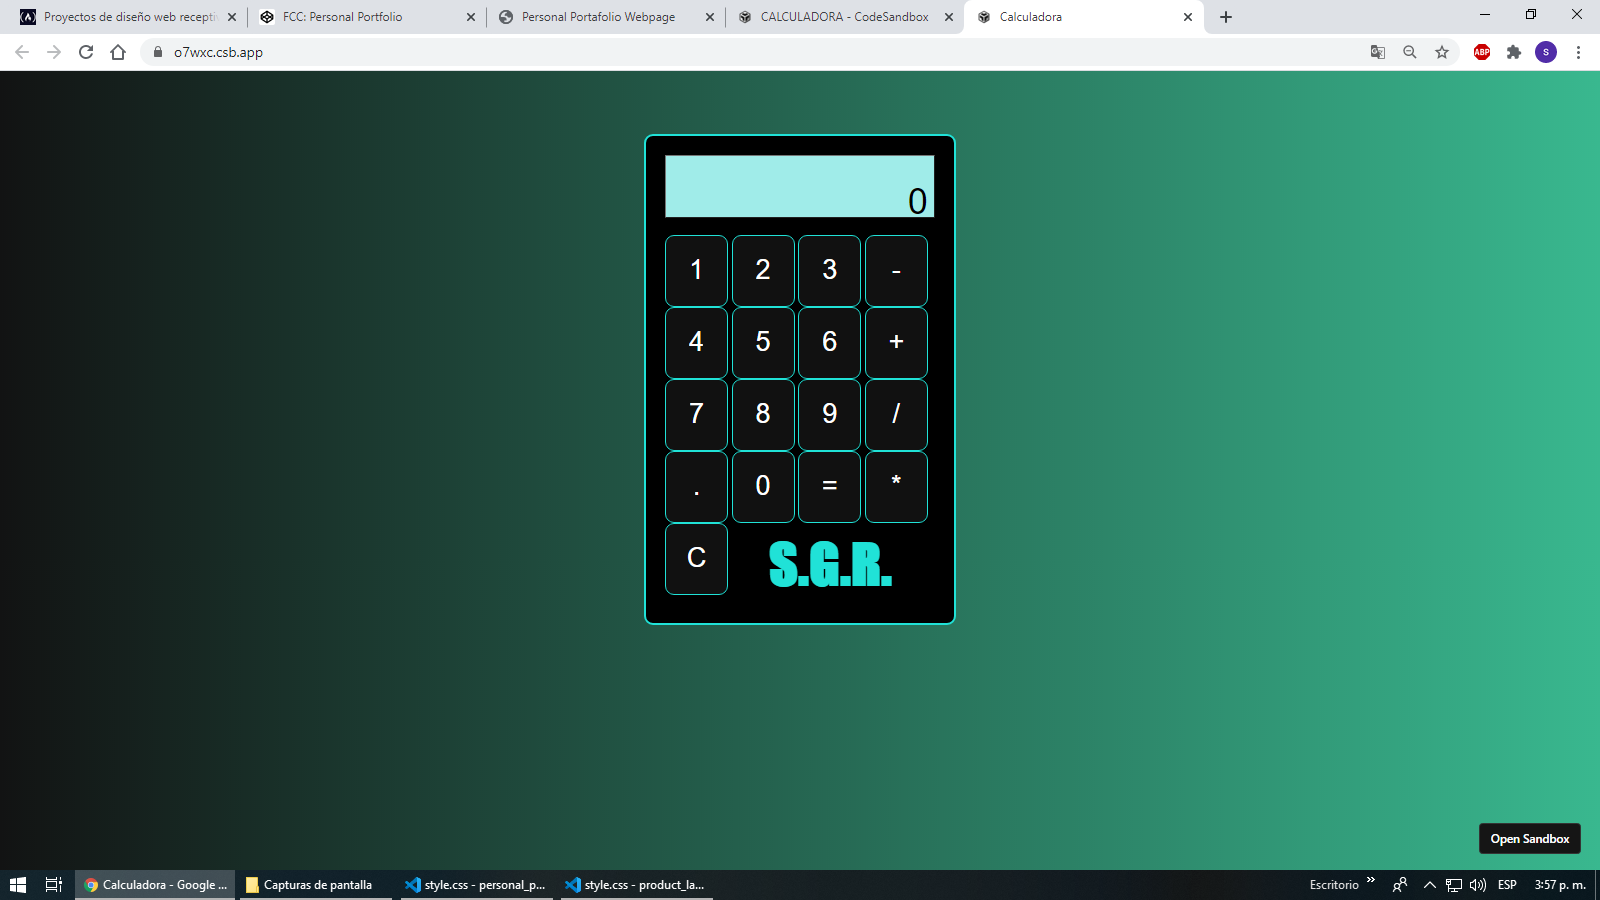 Proyectos de diseño web recepti
FCC: Personal Portfolio
Personal Portafolio Webpage
CALCULADORA - CodeSandbox
Calculadora
o7wxc.csb.app
ABP
S
0
1 2 3 -
4 5 6 +
7 8 9 /
. 0 = *
C
S.G.R.
Open Sandbox
Calculadora - Google ...
Capturas de pantalla
style.css - personal_p...
style.css - product_la...
Escritorio
ESP
3:57 p. m.